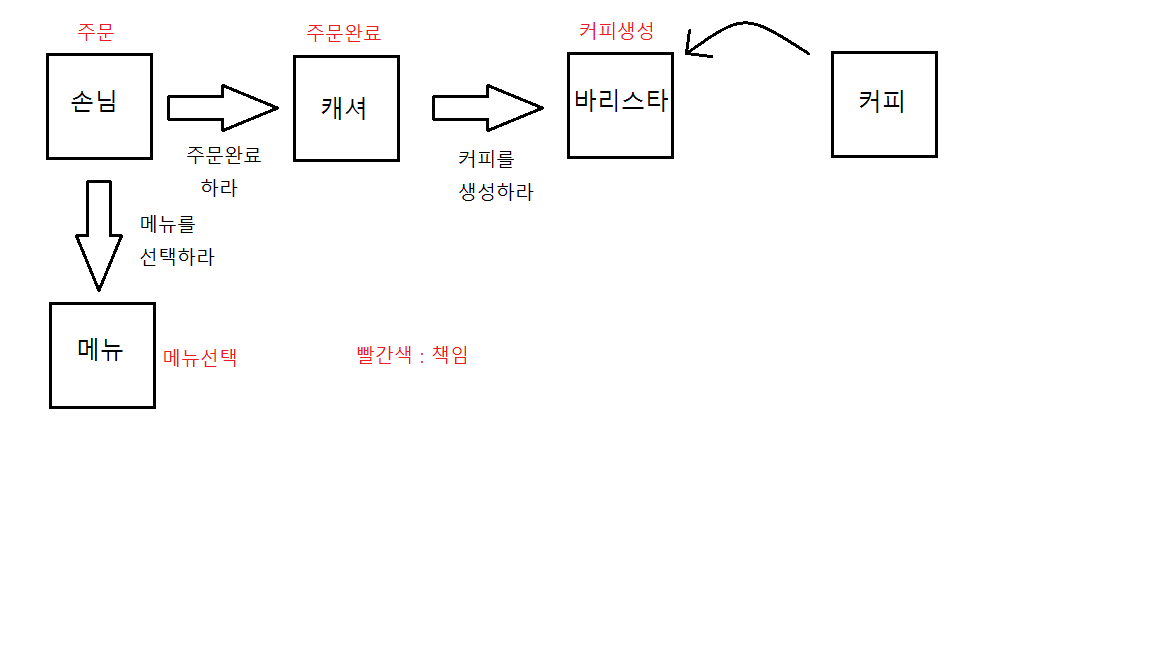 주문
주문완료
커피생성
손님
캐셔
바리스타
커피
주문완료
하라
커피를
생성하라
메뉴를
선택하라
메뉴
메뉴선택
빨간색 : 책임